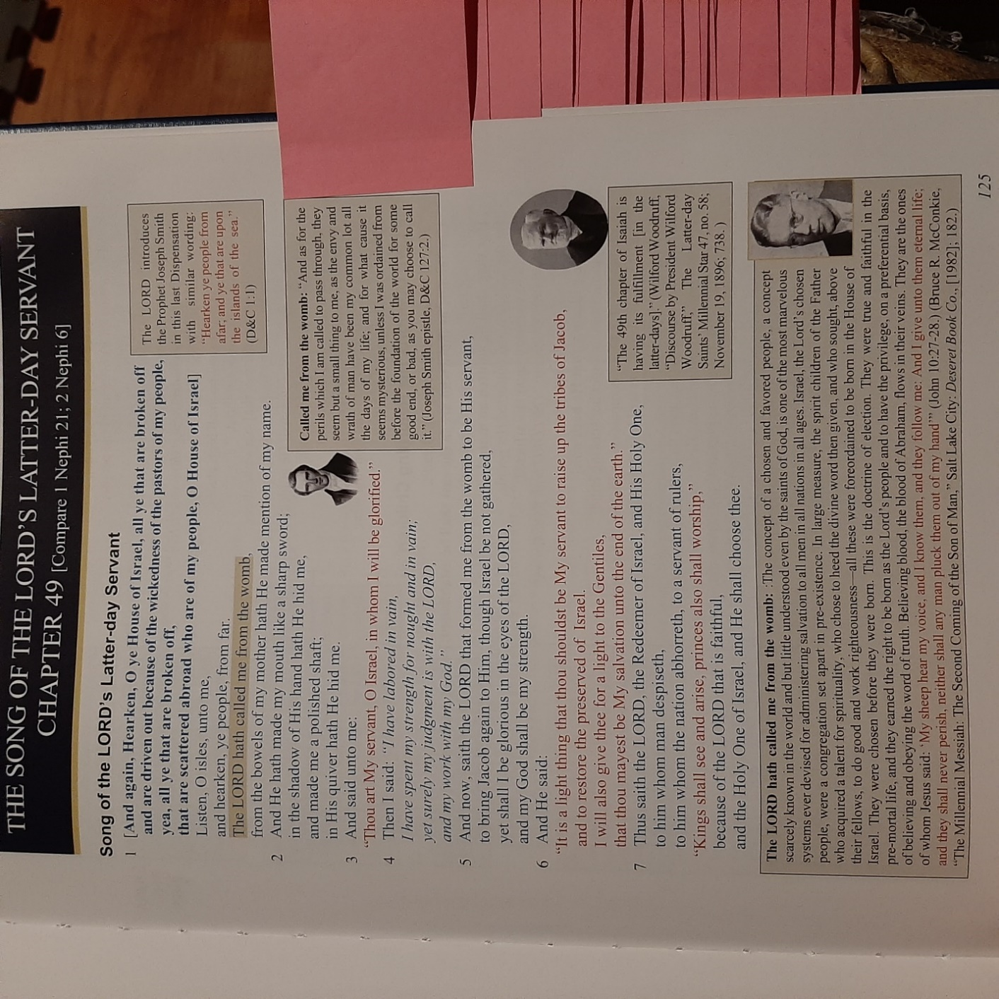 THE SONG OF THE LORD'S LATTER-DAY SERVANT
CHAPTER 49 [Compare 1 Nephi 21; 2 Nephi 6]
Song of the LORD's Latter-day Servant
1 [And again, Hearken, O ye House of Israel, all ye that are broken off
and are driven out because of the wickedness of the pastors of my people,
yea, all ye that are broken off,
that are scattered abroad who are of my people, O House of Israel]
Listen, O isles, unto me,
and hearken, ye people, from far.
The LORD hath called me from the womb,
from the bowels of my mother hath He made mention of my name.
2 And He hath made my mouth like a sharp sword;
in the shadow of His hand hath He hid me,
and made me a polished shaft;
in His quiver hath He hid me.
3 And said unto me:
“Thou art My servant, O Israel, in whom I will be glorified.”
4 Then I said: “I have labored in vain,
I have spent my strength for nought and in vain;
yet surely my judgment is with the LORD,
and my work with my God.”
5 And now, saith the LORD that formed me from the womb to be His servant,
to bring Jacob again to Him, though Israel be not gathered,
yet shall I be glorious in the eyes of the LORD,
and my God shall be my strength.
6 And He said:
“It is a light thing that thou shouldst be My servant to raise up the tribes of Jacob,
and to restore the preserved of Israel.
I will also give thee for a light to the Gentiles,
that thou mayest be My salvation unto the end of the earth.”
7 Thus saith the LORD, the Redeemer of Israel, and His Holy One,
to him whom man despiseth,
to him whom the nation abhorreth, to a servant of rulers,
“Kings shall see and arise, princes also shall worship,”
because of the LORD that is faithful,
and the Holy One of Israel, and He shall choose thee.
The LORD introduces
the Prophet Joseph Smith
in this last Dispensation
with similar wording:
“Hearken ye people from
afar; and ye that are upon
the islands of the sea.”
(D&C 1:1)
Called me from the womb: “And as for the
perils which I am called to pass through, they
seem but a small thing to me, as the envy and
wrath of man have been my common lot all
the days of my life; and for what cause it
seems mysterious, unless I was ordained from
before the foundation of the world for some
good end, or bad, as you may choose to call
it.” (Joseph Smith epistle, D&C 127:2.)
“The 49th chapter of Isaiah is
having its fulfillment [in the
latter-days].” (Wilford Woodruff,
“Discourse by President Wilford
Woodruff,” The Latter-day
Saints' Millennial Star 47, no. 58;
November 19, 1896; 738.)
The LORD hath called me from the womb: :The concept of a chosen and favored people, a concept
scarcely known in the world and but little understood even by the saints of God, is one of the most marvelous
systems ever devised for administering salvation to all men in all nations in all ages. Israel, the Lord's chosen
people, were a congregation set apart in pre-existence. In large measure, the spirit children of the Father
who acquired a talent for spirituality, who chose to heed the divine word then given, and who sought, above
their fellows, to do good and work righteousness—all these were foreordained to be born in the House of
Israel. They were chosen before they were born. This is the doctrine of election. They were true and faithful in the
pre-mortal life, and they earned the right to be born as the Lord's people and to have the privilege, on a preferential basis,
of believing and obeying the word of truth. Believing blood, the blood of Abraham, flows in their veins. They are the ones
of whom Jesus said: ‘My sheep hear my voice, and I know them, and they follow me: And I give unto them eternal life;
and they shall never perish, neither shall any man pluck them out of my hand’” (John 10:27-28.) (Bruce R. McConkie,
“The Millennial Messiah: The Second Coming of the Son of Man,” Salt Lake City: Deseret Book Co., [1982]; 182.)
125